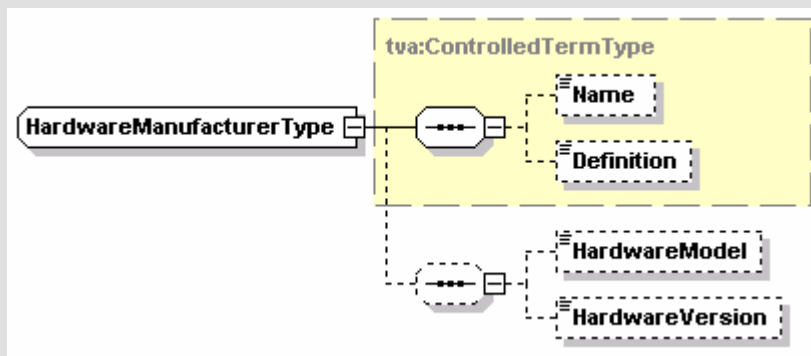 tva:ControlledTermType
Name
HardwareManufacturerType
Definition
HardwareModel
HardwareVersion